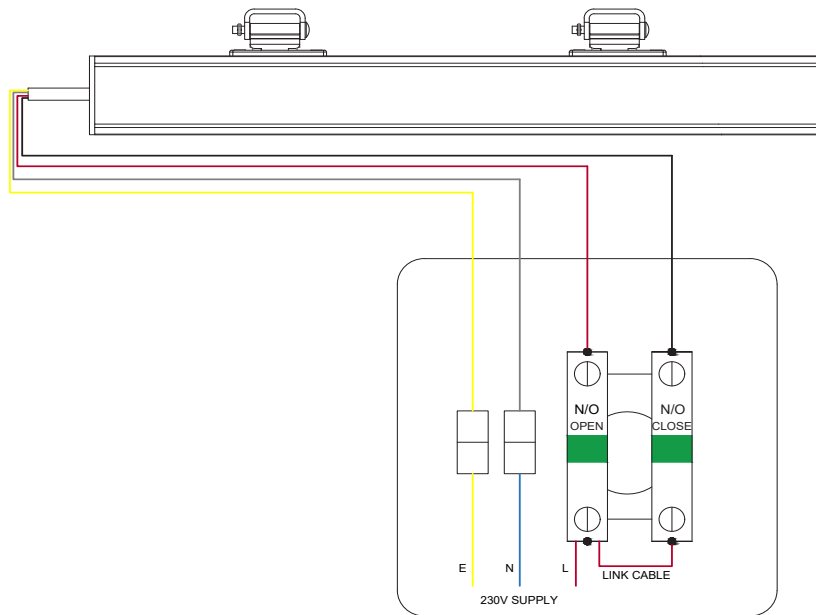 N/O
OPEN
N/O
CLOSE
E
N
L
LINK CABLE
230V SUPPLY